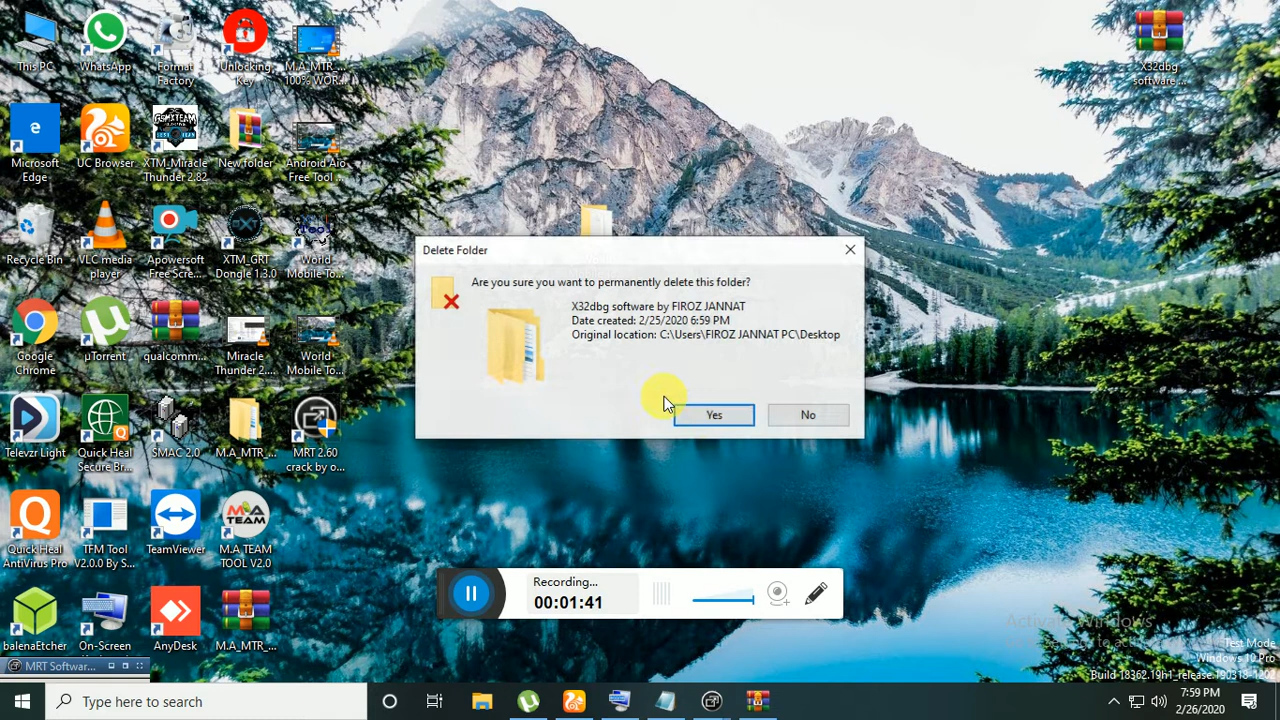 This PC
WhatsApp
Format
Factory
Unlocking
Key
M.A_MTR_...
100% WOR...
X32dbg
software ...
Microsoft
Edge
UC Browser
XTM-Miracle
Thunder 2.82
New folder
Android Aio
Free Tool ...
Recycle Bin
VLC media
player
Apowersoft
Free Scre...
XTM_GRT
Dongle 1.3.0
World
Mobile To...
Google
Chrome
µTorrent
qualcomm...
Miracle
Thunder 2....
World
Mobile To...
Televzr Light
Quick Heal
Secure Br...
SMAC 2.0
M.A_MTR_...
MRT 2.60
crack by o...
Quick Heal
AntiVirus Pro
TFM Tool
V2.0.0 By S...
TeamViewer
M.A TEAM
TOOL V2.0
balenaEtcher
On-Screen
AnyDesk
M.A_MTR_...
MRT Softwar...
Delete Folder
Are you sure you want to permanently delete this folder?
X32dbg software by FIROZ JANNAT
Date created: 2/25/2020 6:59 PM
Original location: C:\Users\FIROZ JANNAT PC\Desktop
Yes
No
Recording...
00:01:41
Activate Windows
Test Mode
Windows 10 Pro
Build 18362.19h1_release.190318-1202
Type here to search
7:59 PM
2/26/2020